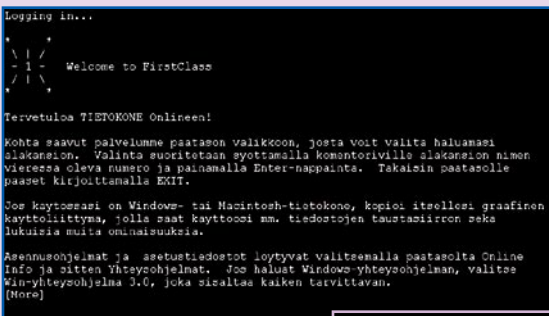 Logging in...
*     *
\ | /
- 1 -   Welcome to FirstClass
/ | \
*     *
Tervetuloa TIETOKONE Onlineen!
Kohta saavut palvelumme paatason valikkoon, josta voit valita haluamasi
alakansion. Valinta suoritetaan syottamalla komentoriville alakansion nimen
vieressa oleva numero ja painamalla Enter-nappainta. Takaisin paatasolle
paaset kirjoittamalla EXIT.
Jos kaytossasi on Windows- tai Macintosh-tietokone, kopioi itsellesi graafinen
kayttoliittyma, jolla saat kayttoosi mm. tiedostojen taustasiirron seka
lukuisia muita ominaisuuksia.
Asennusohjelmat ja asetustiedostot loytyvat valitsemalla paatasolta Online
Info ja sitten Yhteysohjelmat. Jos haluat Windows-yhteysohjelman, valitse
Win-yhteysohjelma 3.0, joka sisaltaa kaiken tarvittavan.
[More]